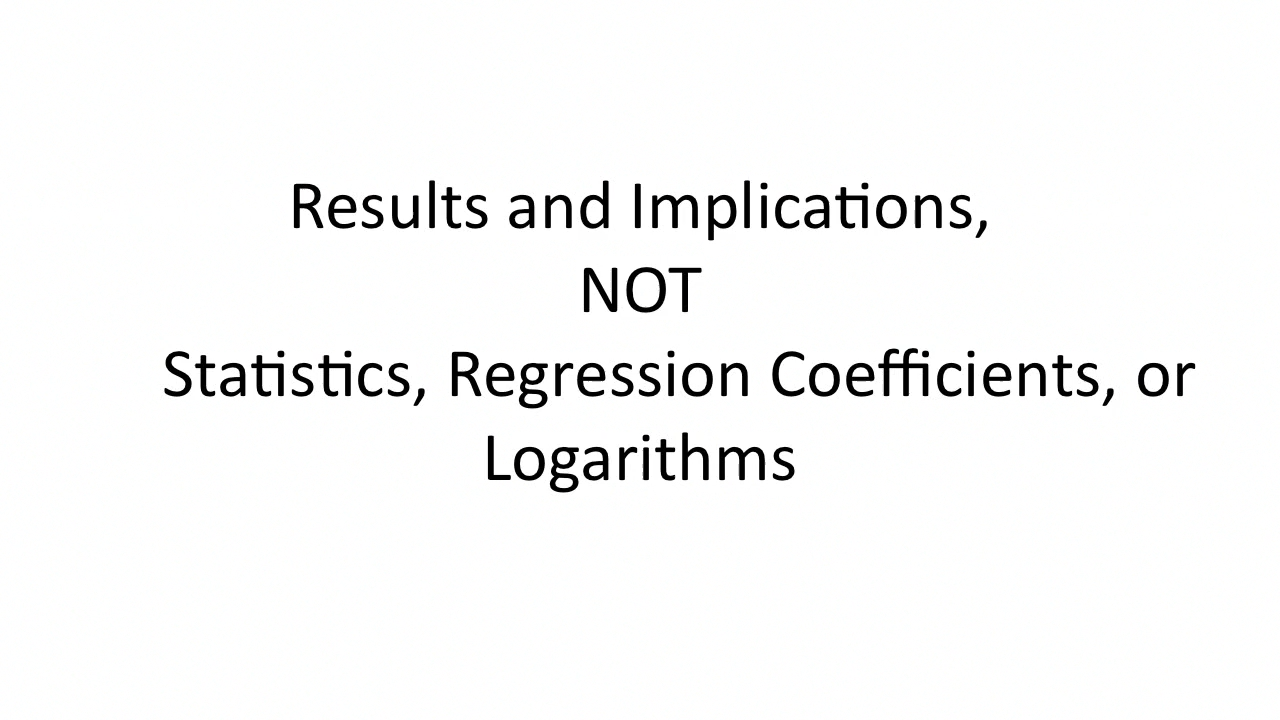 Results and Implications,
NOT
Statistics, Regression Coefficients, or
Logarithms